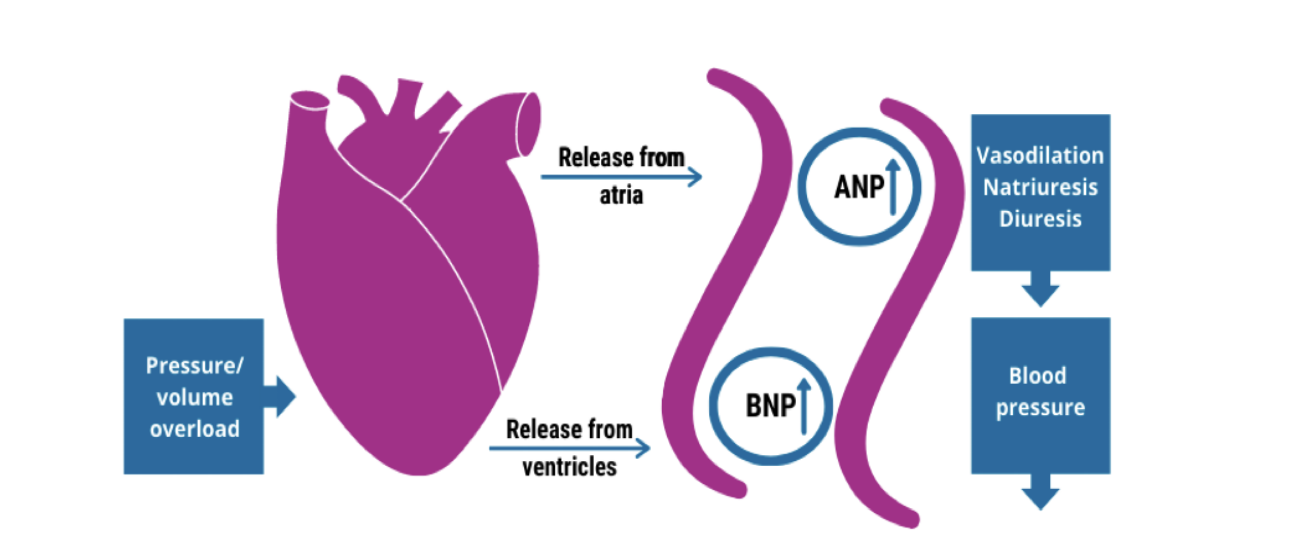 Pressure/
volume
overload
Release from
atria
Release from
ventricles
ANP
BNP
Vasodilation
Natriuresis
Diuresis
Blood
pressure